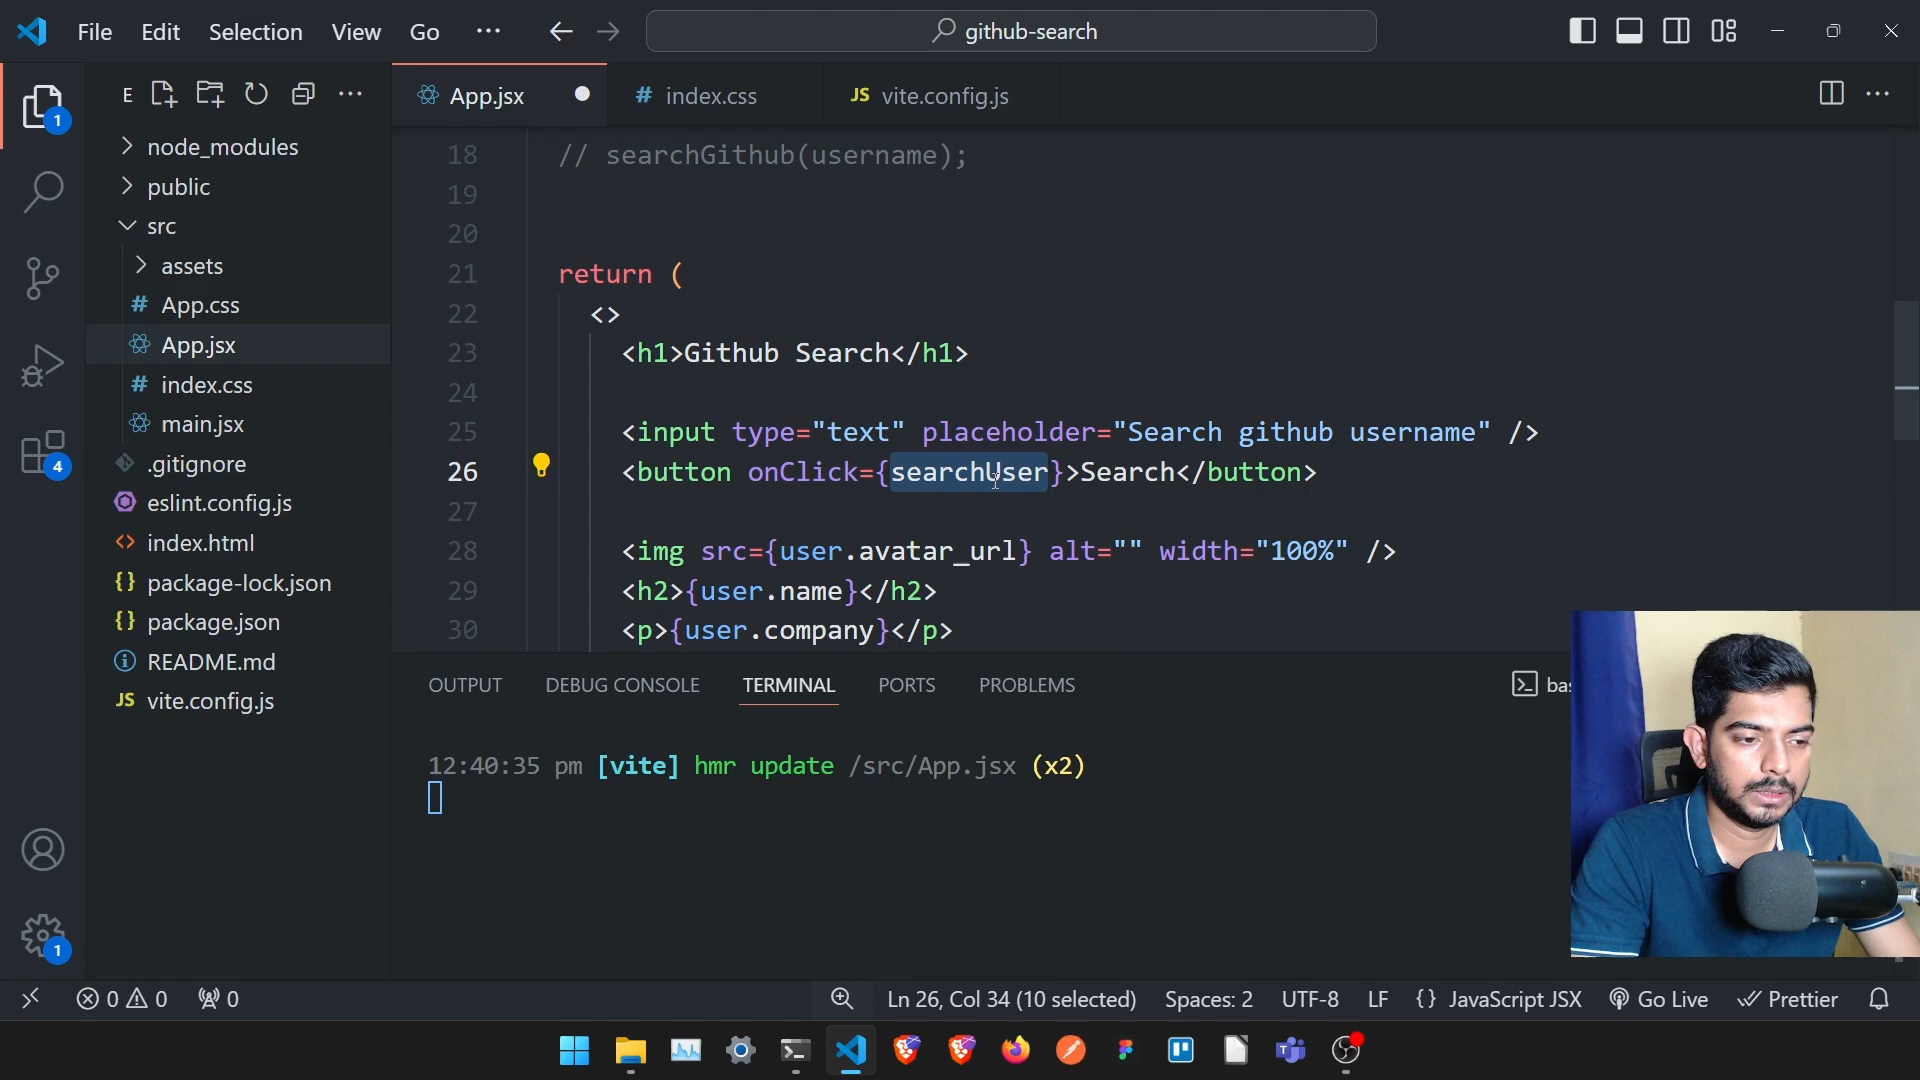 File Edit Selection View Go ··· github-search
E
App.jsx
# index.css
JS vite.config.js
1
node_modules
public
src
assets
# App.css
App.jsx
# index.css
main.jsx
.gitignore
eslint.config.js
<> index.html
{} package-lock.json
{} package.json
README.md
JS vite.config.js
4
1
18 // searchGithub(username);
19
20
21 return (
22 <>
23 <h1>Github Search</h1>
24
25 <input type="text" placeholder="Search github username" />
26 <button onClick={searchUser}>Search</button>
27
28 <img src={user.avatar_url} alt="" width="100%" />
29 <h2>{user.name}</h2>
30 <p>{user.company}</p>
OUTPUT DEBUG CONSOLE TERMINAL PORTS PROBLEMS
12:40:35 pm [vite] hmr update /src/App.jsx (x2)
0 0 0 Ln 26, Col 34 (10 selected) Spaces: 2 UTF-8 LF {} JavaScript JSX Go Live Prettier